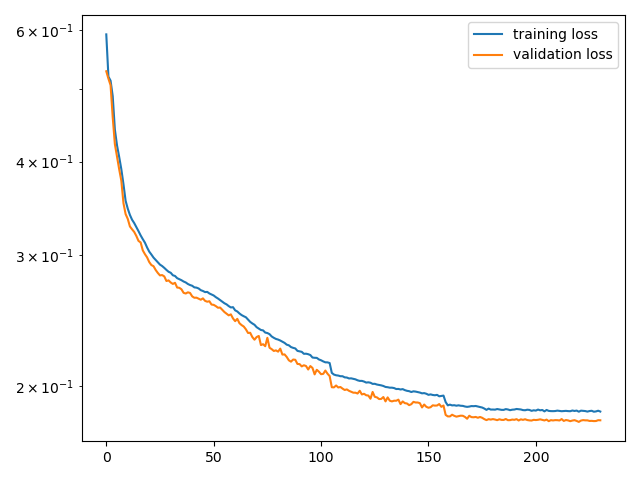 training loss
validation loss
6 × 10⁻¹
4 × 10⁻¹
3 × 10⁻¹
2 × 10⁻¹
0 50 100 150 200